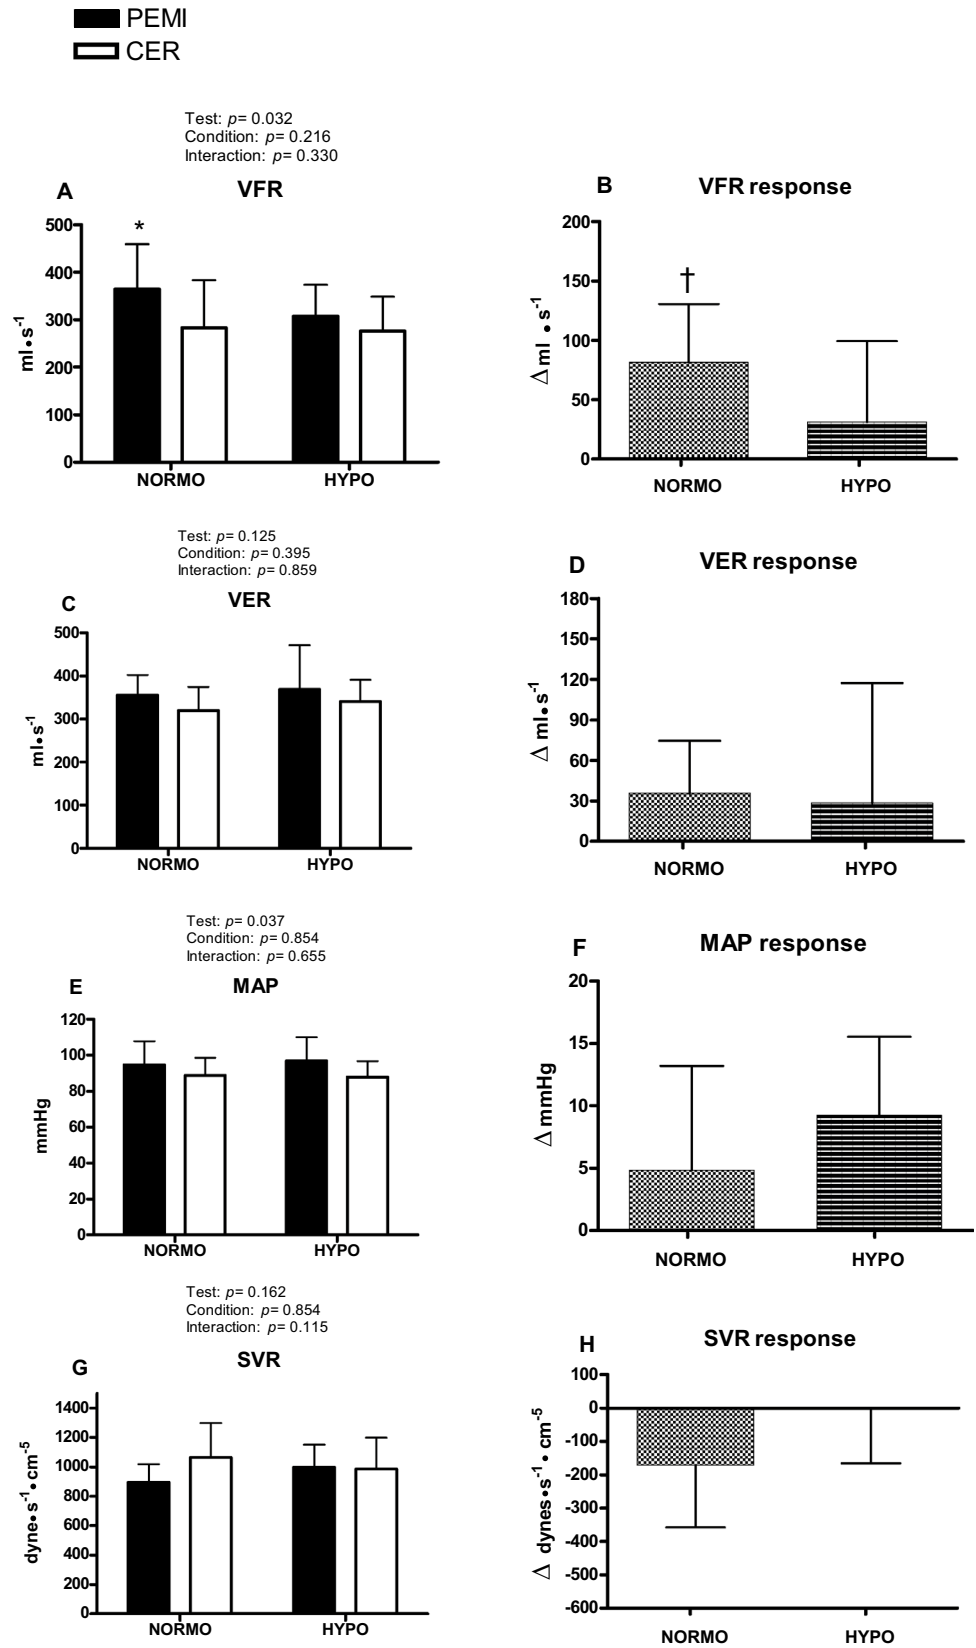 PEMI
CER
Test: p= 0.032
Condition: p= 0.216
Interaction: p= 0.330
A
VFR
*
500
400
300
200
100
0
ml•s-1
NORMO
HYPO
B
VFR response
†
200
150
100
50
0
Δ ml • s-1
NORMO
HYPO
Test: p= 0.125
Condition: p= 0.395
Interaction: p= 0.859
C
VER
500
400
300
200
100
0
ml•s-1
NORMO
HYPO
D
VER response
180
150
120
90
60
30
0
Δ ml•s-1
NORMO
HYPO
Test: p= 0.037
Condition: p= 0.854
Interaction: p= 0.655
E
MAP
120
100
80
60
40
20
0
mmHg
NORMO
HYPO
F
MAP response
20
15
10
5
0
Δ mmHg
NORMO
HYPO
Test: p= 0.162
Condition: p= 0.854
Interaction: p= 0.115
G
SVR
1400
1200
1000
800
600
400
200
0
dyne•s-1•cm-5
NORMO
HYPO
H
SVR response
100
0
-100
-200
-300
-400
-500
-600
Δ dynes•s-1• cm-5
NORMO
HYPO